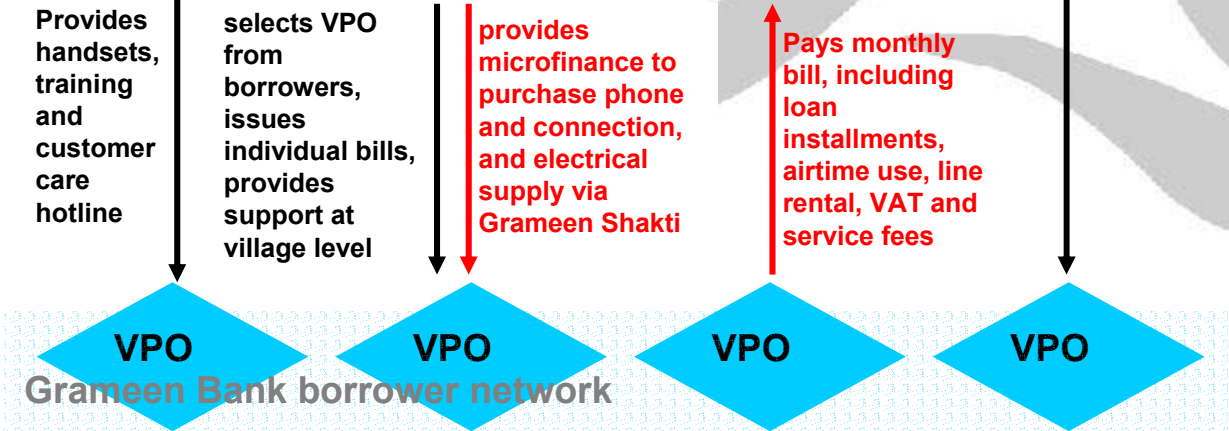 Provides
handsets,
training
and
customer
care
hotline
selects VPO
from
borrowers,
issues
individual bills,
provides
support at
village level
provides
microfinance to
purchase phone
and connection,
and electrical
supply via
Grameen Shakti
Pays monthly
bill, including
loan
installments,
airtime use, line
rental, VAT and
service fees
VPO
VPO
VPO
VPO
Grameen Bank borrower network